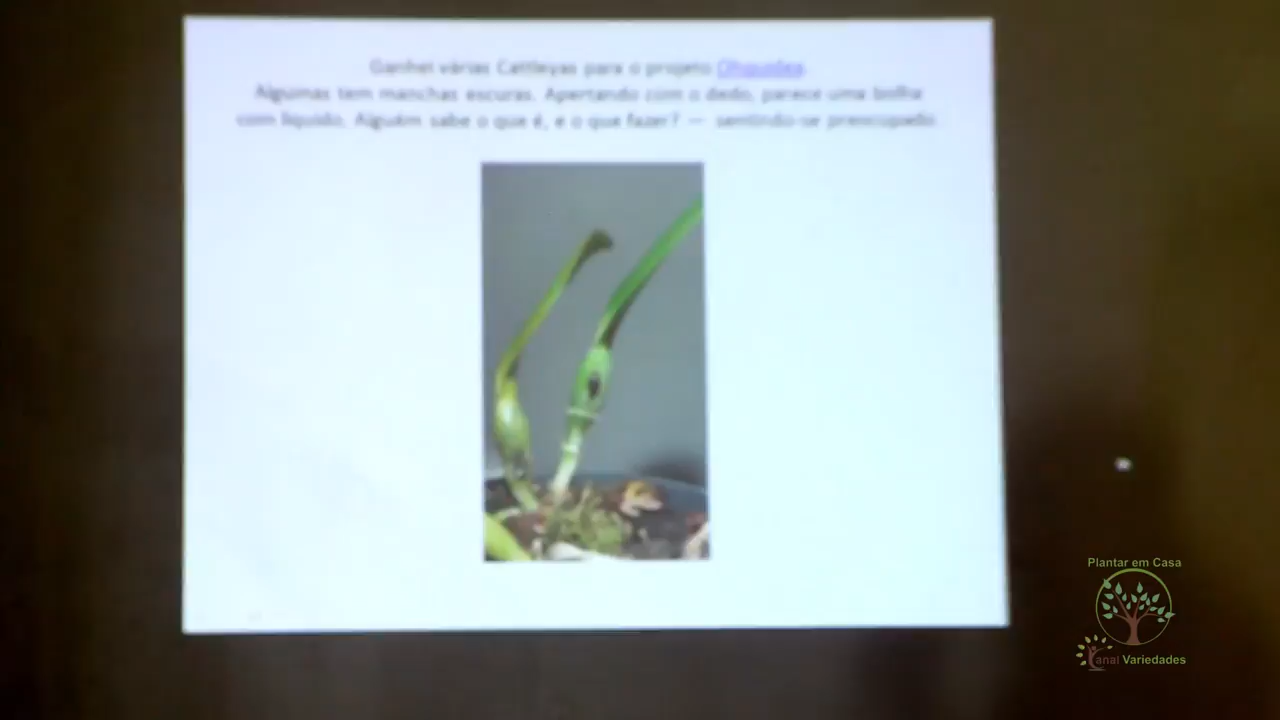 Ganhei várias Cattleyas para o projeto
Algumas tem manchas escuras. Apertando com o dedo, parece uma bolha
com líquido. Alguém sabe o que é, e o que fazer? — sentindo-se preocupado.
Plantar em Casa
Canal Variedades